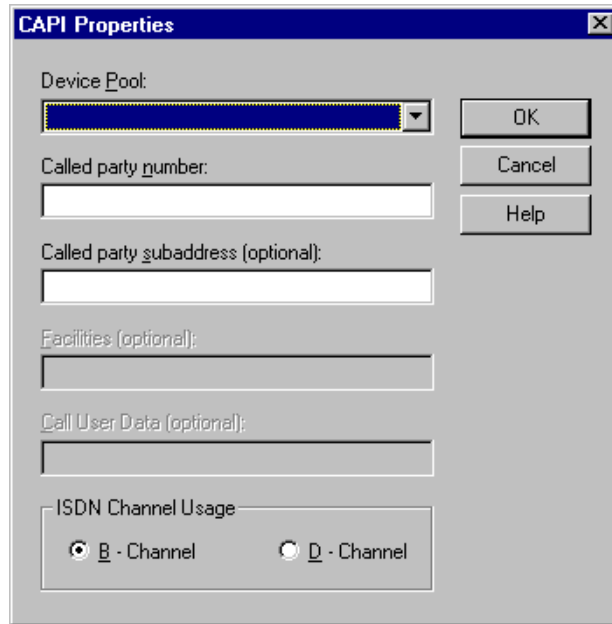 CAPI Properties
Device Pool:
OK
Called party number:
Cancel
Help
Called party subaddress (optional):
Facilities (optional):
Call User Data (optional):
ISDN Channel Usage
B - Channel
D - Channel